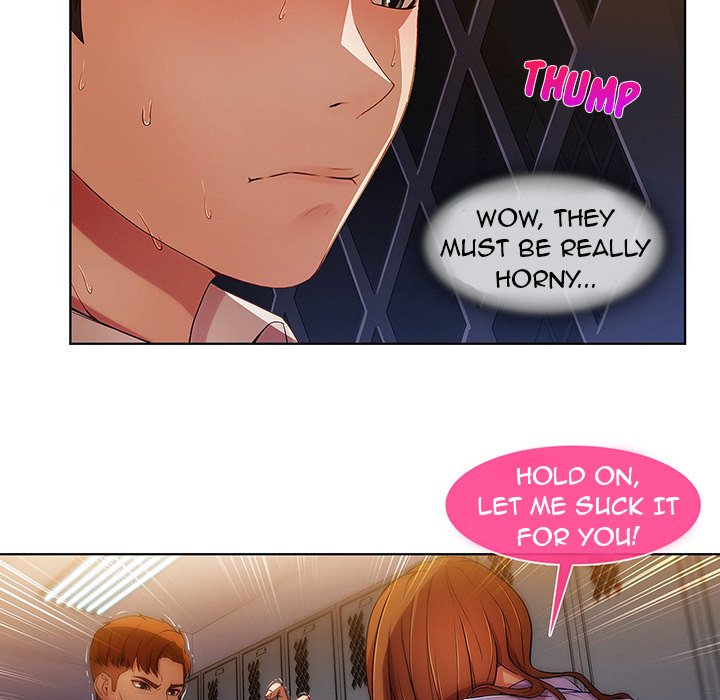 THUMP
WOW, THEY
MUST BE REALLY
HORNY...
HOLD ON,
LET ME SUCK IT
FOR YOU!